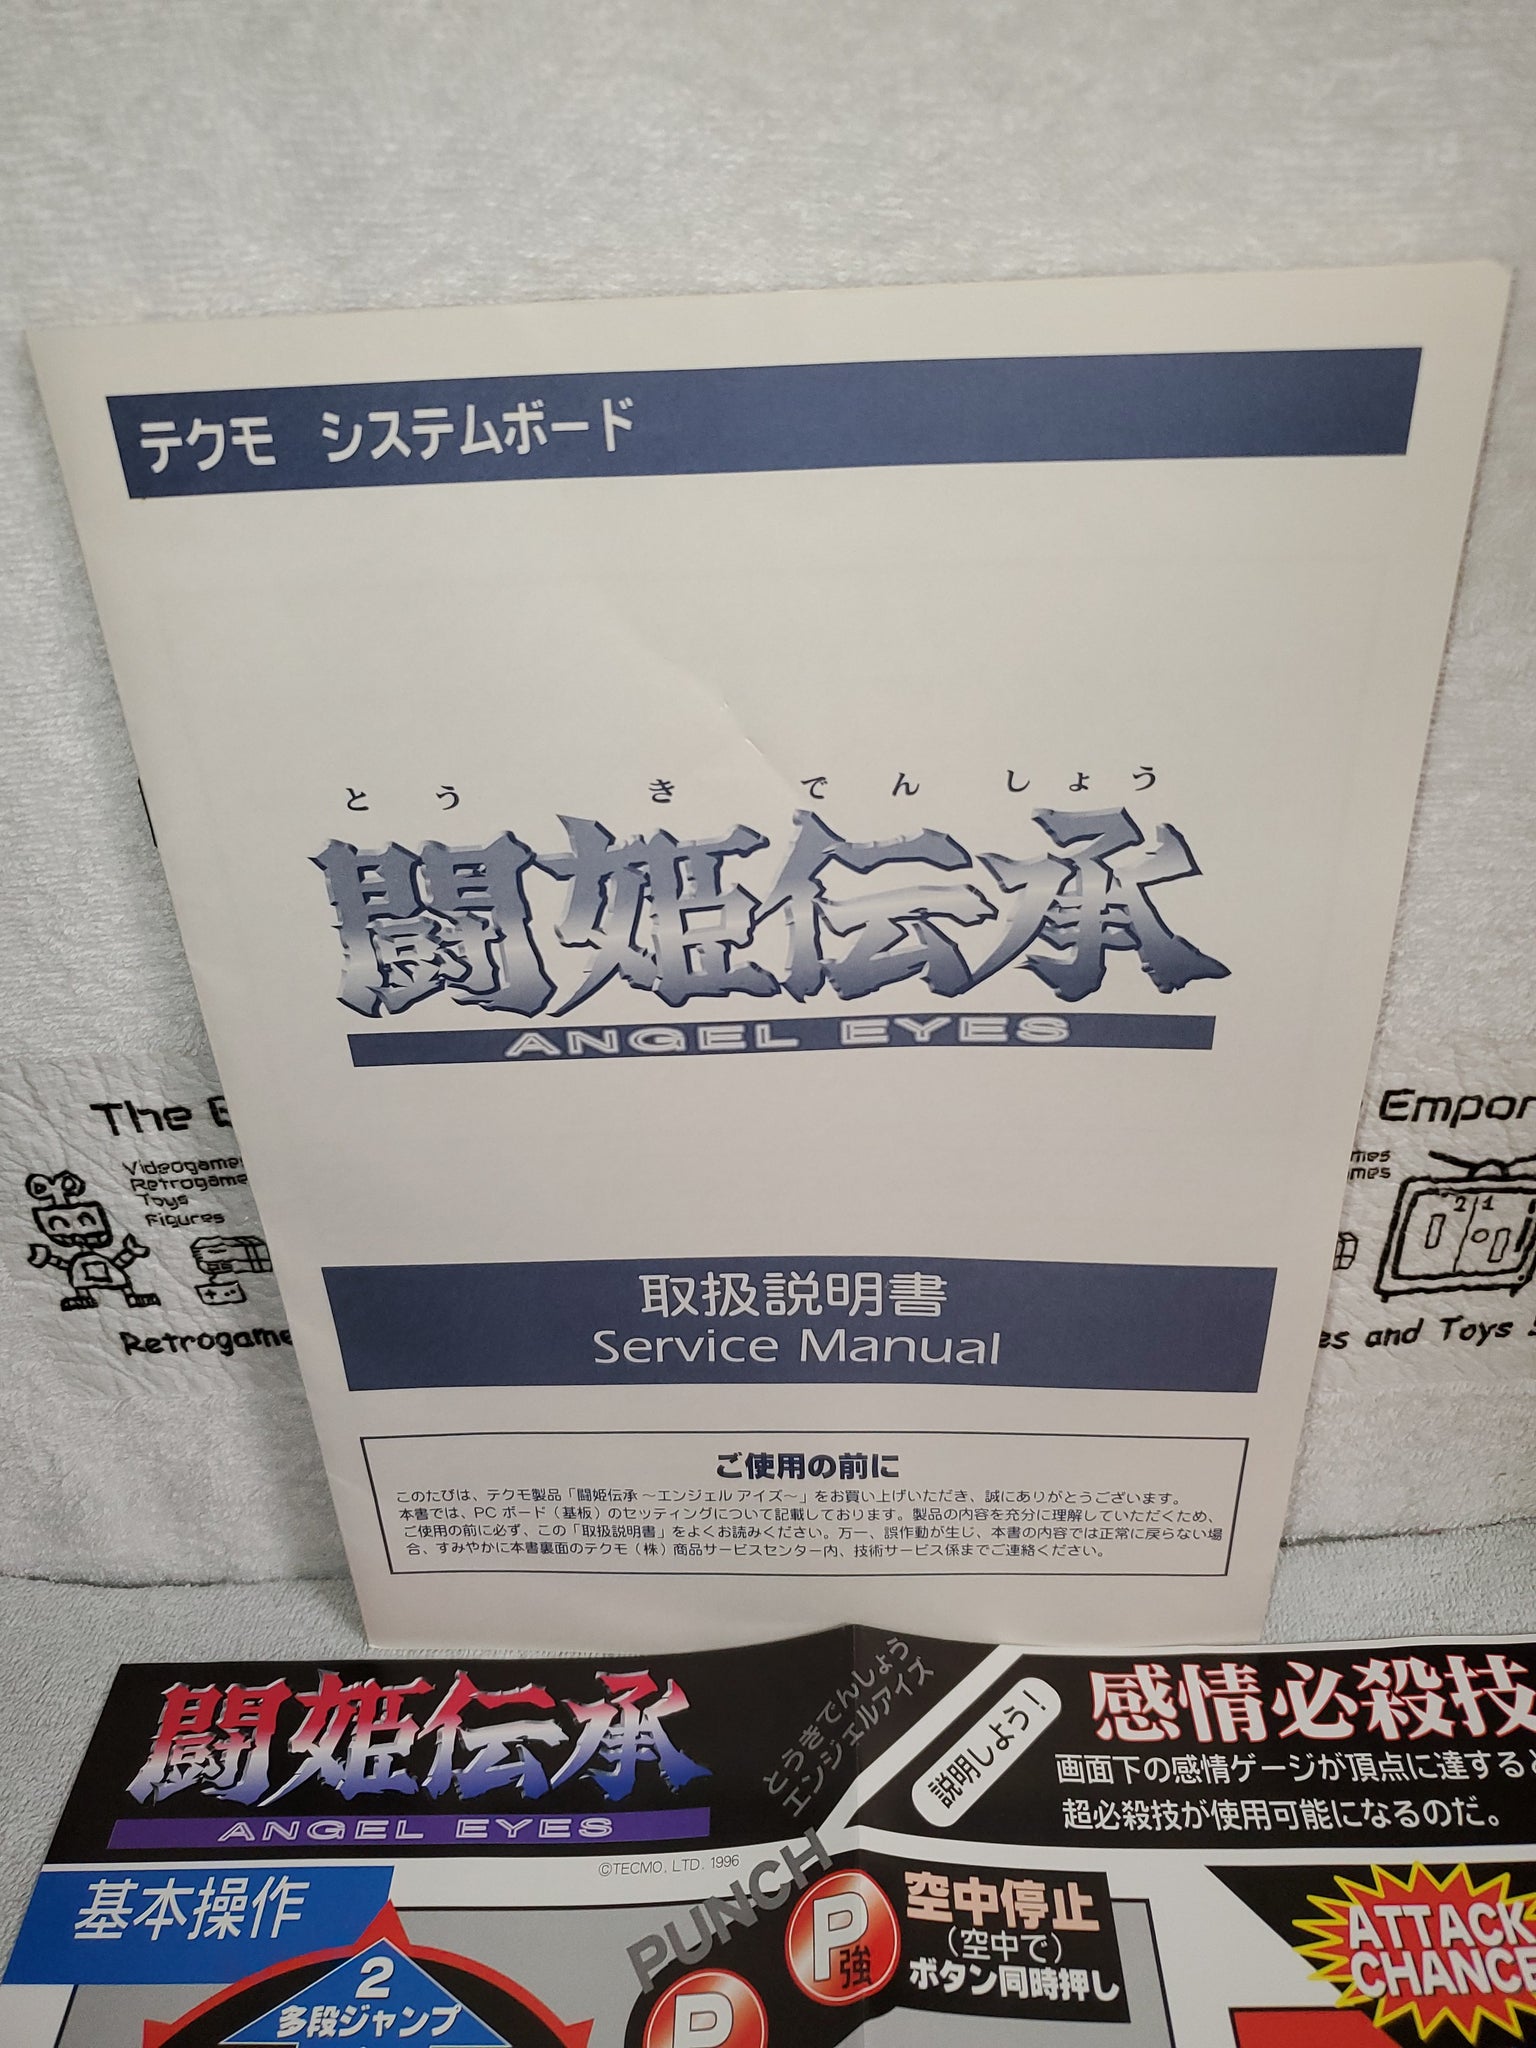 テクモ システムボード
とう き でん しょう
闘姫伝承
ANGEL EYES
The
Videogames
Retrogame
Toys
Figures
Retrogame
Empor
mes
mes
2 1
es and Toys
取扱説明書
Service Manual
ご使用の前に
このたびは、テクモ製品「闘姫伝承 ～エンジェル アイズ～」をお買い上げいただき、誠にありがとうございます。
本書では、PC ボード（基板）のセッティングについて記載しております。製品の内容を充分に理解していただくため、
ご使用の前に必ず、この「取扱説明書」をよくお読みください。万一、誤作動が生じ、本書の内容では正常に戻らない場
合、すみやかに本書裏面のテクモ（株）商品サービスセンター内、技術サービス係までご連絡ください。
闘姫伝承
ANGEL EYES
©TECMO, LTD. 1996
とうきでんしょう
エンジェルアイズ
説明しよう！
感情必殺技
画面下の感情ゲージが頂点に達すると
超必殺技が使用可能になるのだ。
基本操作
2
多段ジャンプ
PUNCH
P強
P
空中停止
(空中で)
ボタン同時押し
ATTACK
CHANCE